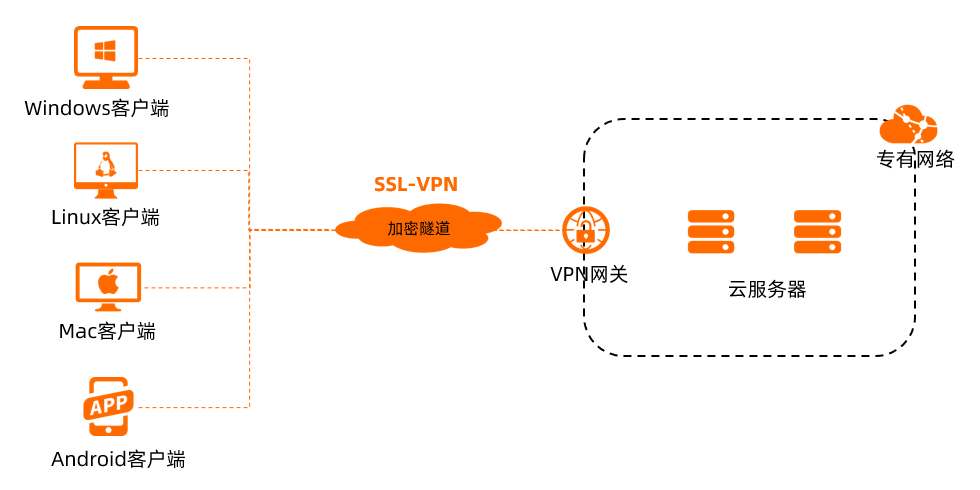 Windows客户端
Linux客户端
Mac客户端
APP
Android客户端
SSL-VPN
加密隧道
VPN网关
云服务器
专有网络